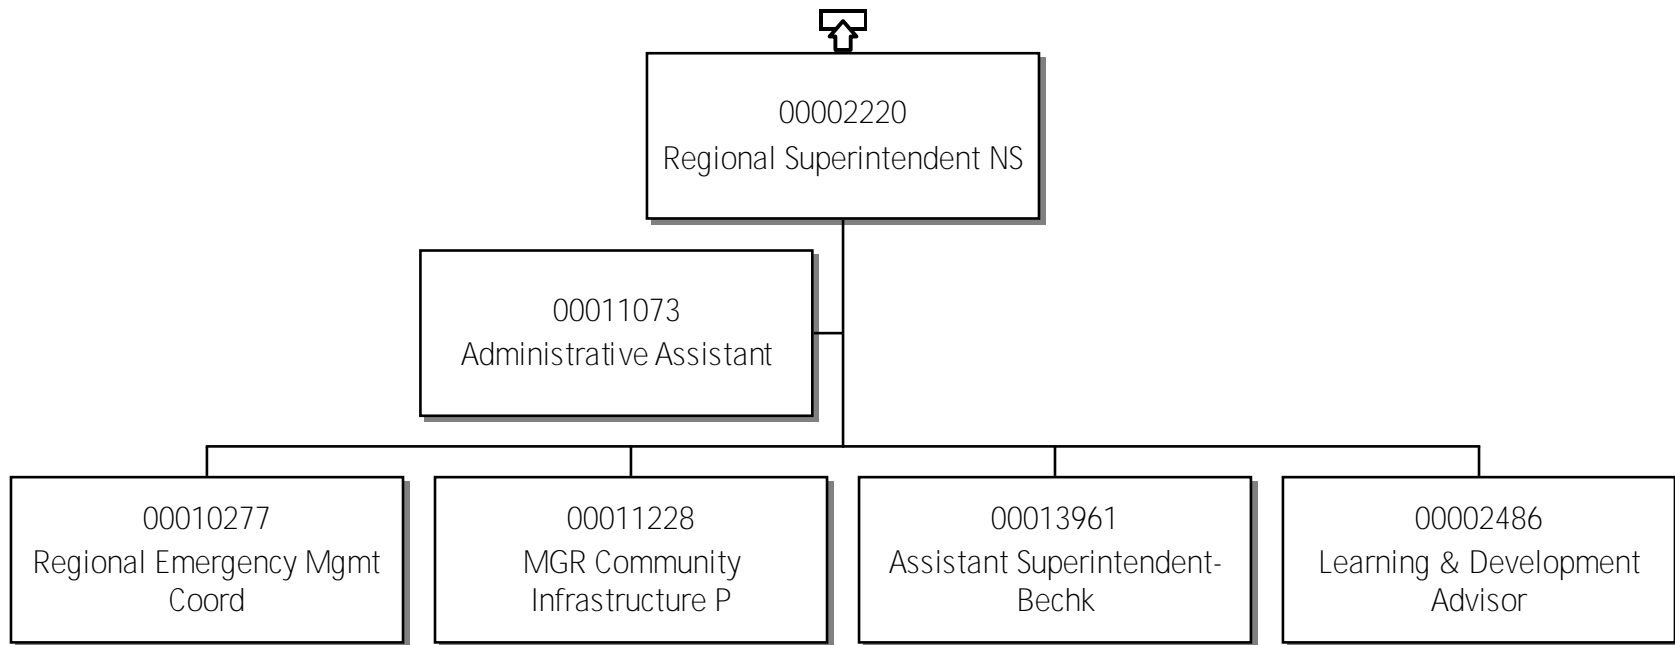 00002220
Regional Superintendent NS
00011073
Administrative Assistant
00010277
Regional Emergency Mgmt
Coord
00011228
MGR Community
Infrastructure P
00013961
Assistant Superintendent-
Bechk
00002486
Learning & Development
Advisor